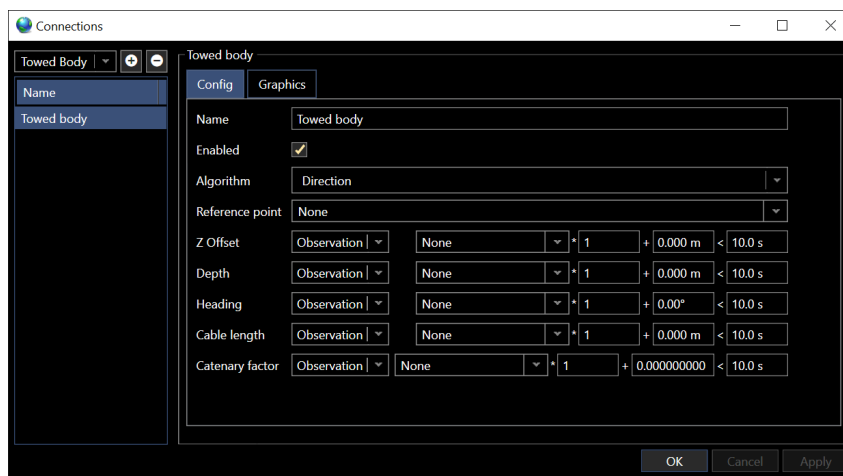 Connections
Towed Body
Towed body
Name
Towed body
Config Graphics
Name Towed body
Enabled
Algorithm Direction
Reference point None
Z Offset Observation None * 1 + 0.000 m < 10.0 s
Depth Observation None * 1 + 0.000 m < 10.0 s
Heading Observation None * 1 + 0.00° < 10.0 s
Cable length Observation None * 1 + 0.000 m < 10.0 s
Catenary factor Observation None * 1 + 0.000000000 < 10.0 s
OK Cancel Apply